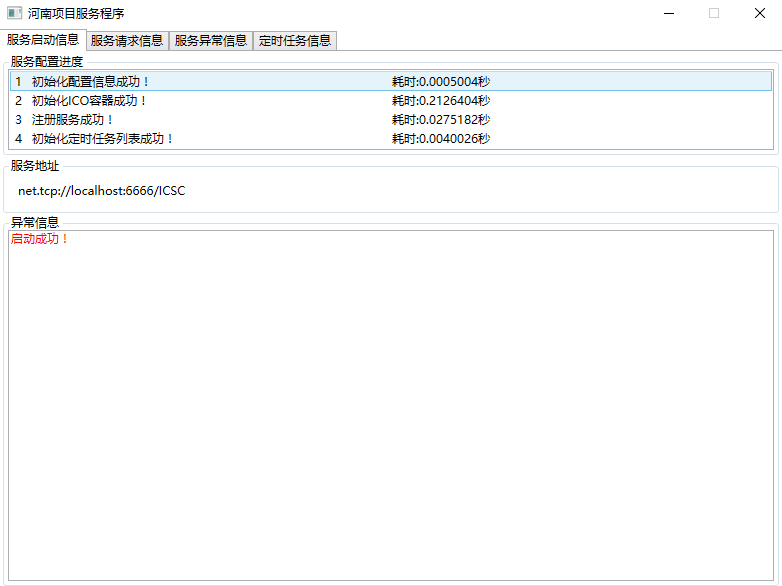 河南项目服务程序
服务启动信息 服务请求信息 服务异常信息 定时任务信息
服务配置进度
1 初始化配置信息成功！ 耗时:0.0005004秒
2 初始化ICO容器成功！ 耗时:0.2126404秒
3 注册服务成功！ 耗时:0.0275182秒
4 初始化定时任务列表成功！ 耗时:0.0040026秒
服务地址
net.tcp://localhost:6666/ICSC
异常信息
启动成功！